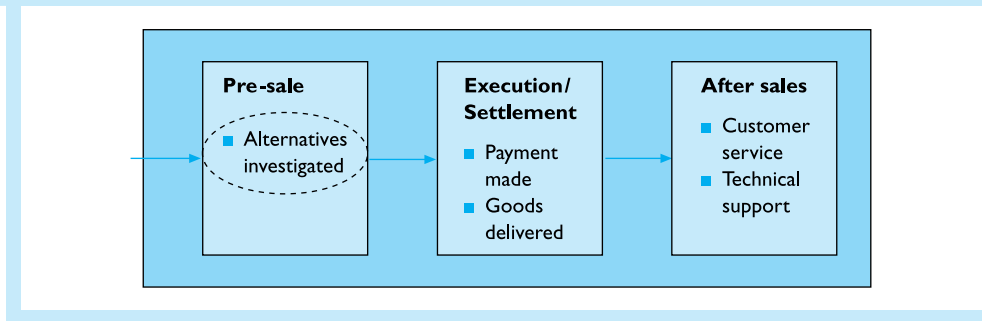 Pre-sale
Alternatives
investigated
Execution/
Settlement
Payment
made
Goods
delivered
After sales
Customer
service
Technical
support